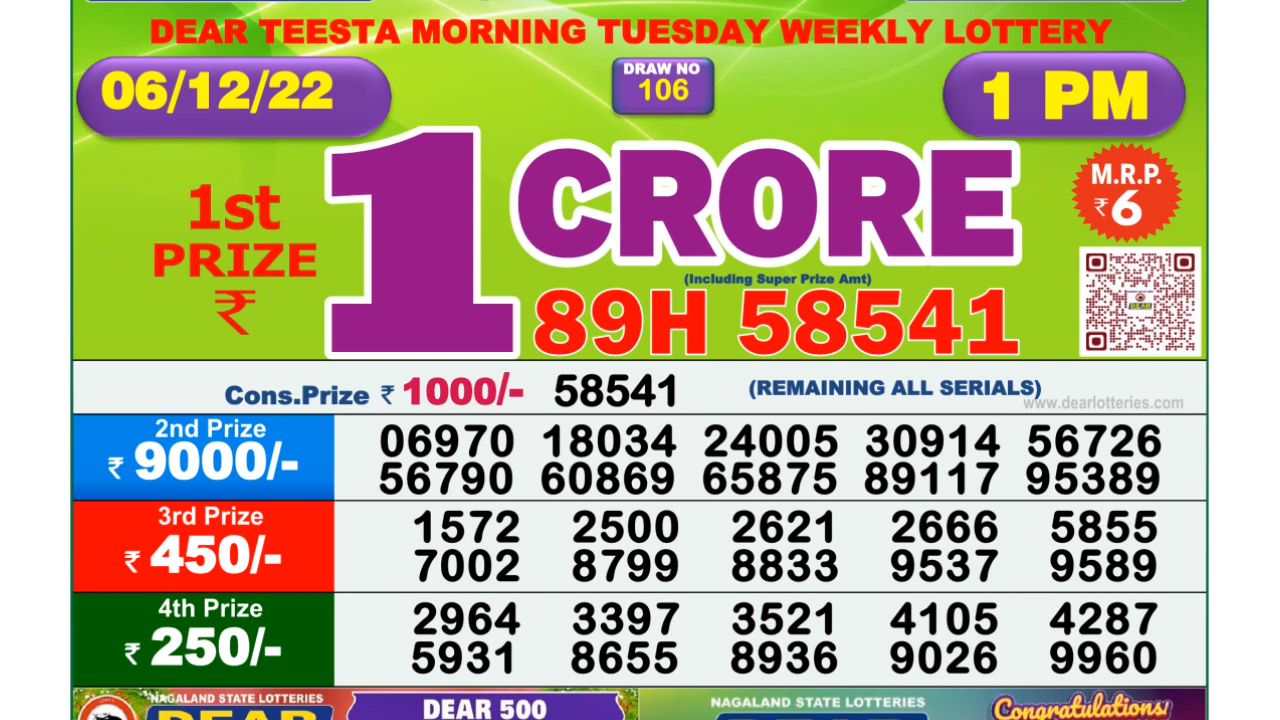 DEAR TEESTA MORNING TUESDAY WEEKLY LOTTERY
06/12/22
DRAW NO
106
1 PM
1st
PRIZE
₹
1 CRORE
(Including Super Prize Amt)
89H 58541
M.R.P.
₹ 6
Cons.Prize ₹ 1000/- 58541 (REMAINING ALL SERIALS)
www.dearlotteries.com
2nd Prize
₹ 9000/-
06970 18034 24005 30914 56726
56790 60869 65875 89117 95389
3rd Prize
₹ 450/-
1572 2500 2621 2666 5855
7002 8799 8833 9537 9589
4th Prize
₹ 250/-
2964 3397 3521 4105 4287
5931 8655 8936 9026 9960
NAGALAND STATE LOTTERIES
DEAR
DEAR 500
NAGALAND STATE LOTTERIES
Congratulations!